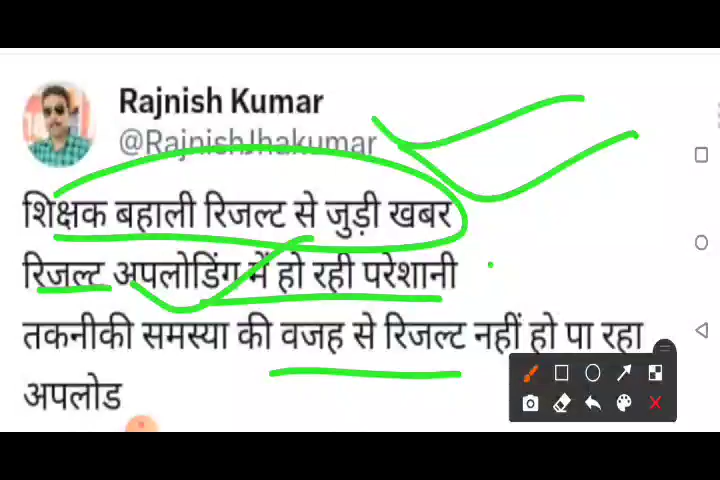 Rajnish Kumar
@RajnishJhakumar
शिक्षक बहाली रिजल्ट से जुड़ी खबर
रिजल्ट अपलोडिंग में हो रही परेशानी
तकनीकी समस्या की वजह से रिजल्ट नहीं हो पा रहा
अपलोड